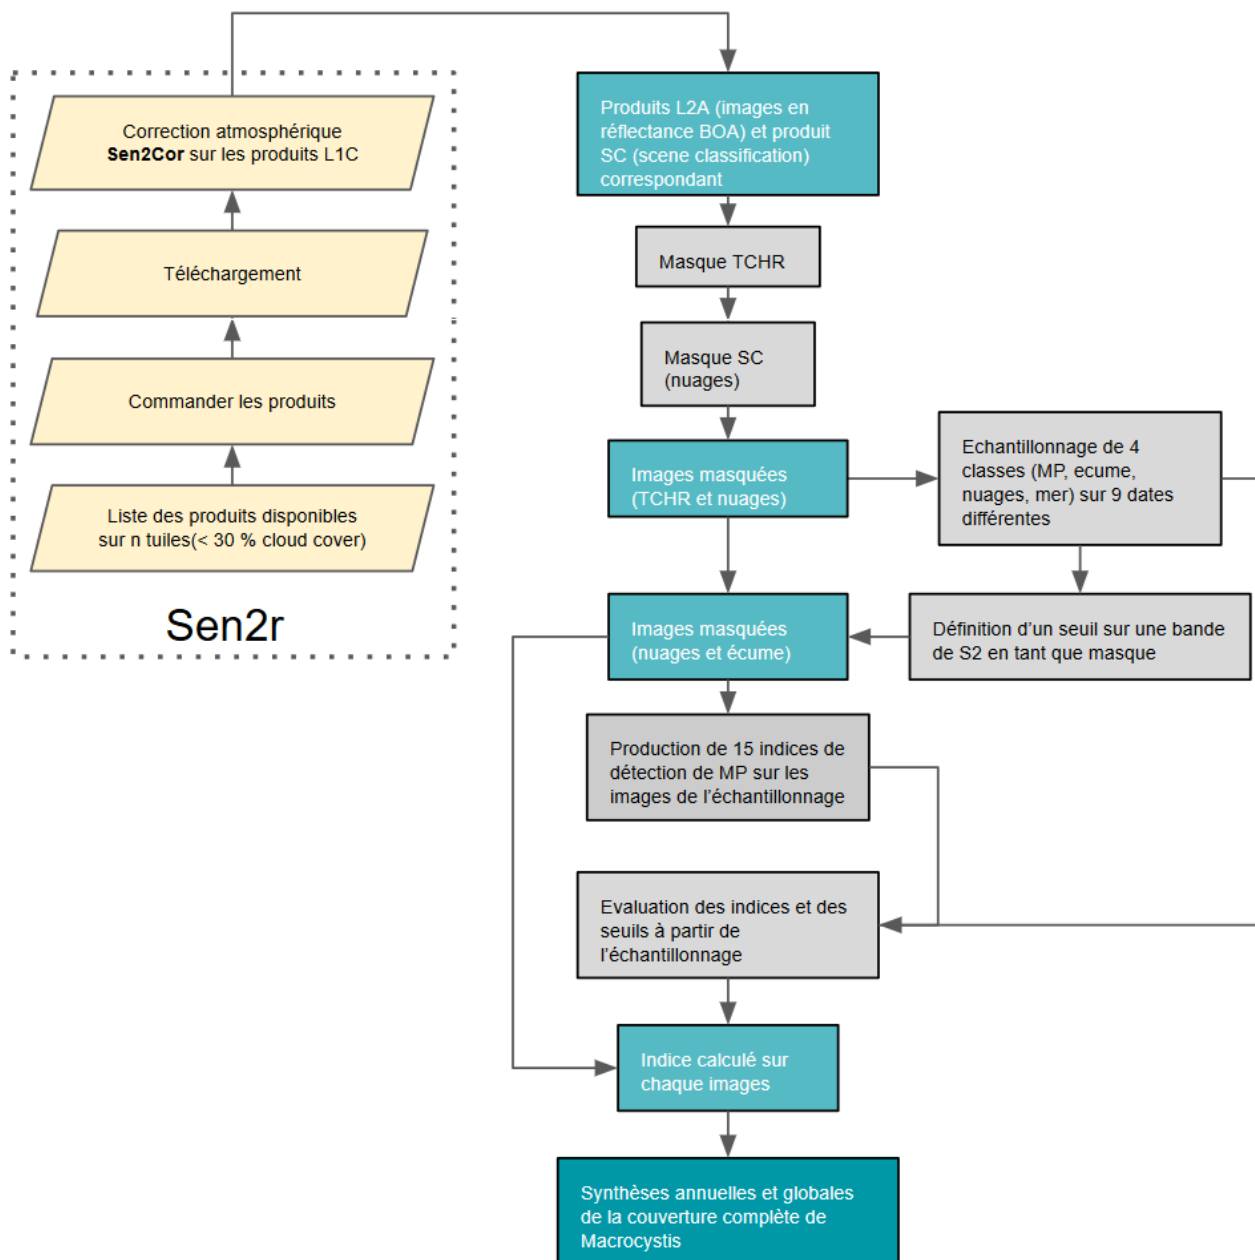 Correction atmosphérique
Sen2Cor sur les produits L1C
Téléchargement
Commander les produits
Liste des produits disponibles
sur n tuiles(< 30 % cloud cover)
Sen2r
Produits L2A (images en
réflectance BOA) et produit
SC (scene classification)
correspondant
Masque TCHR
Masque SC
(nuages)
Images masquées
(TCHR et nuages)
Echantillonnage de 4
classes (MP, ecume,
nuages, mer) sur 9 dates
différentes
Images masquées
(nuages et écume)
Définition d'un seuil sur une bande
de S2 en tant que masque
Production de 15 indices de
détection de MP sur les
images de l'échantillonnage
Evaluation des indices et des
seuils à partir de
l'échantillonnage
Indice calculé sur
chaque images
Synthèses annuelles et globales
de la couverture complète de
Macrocystis